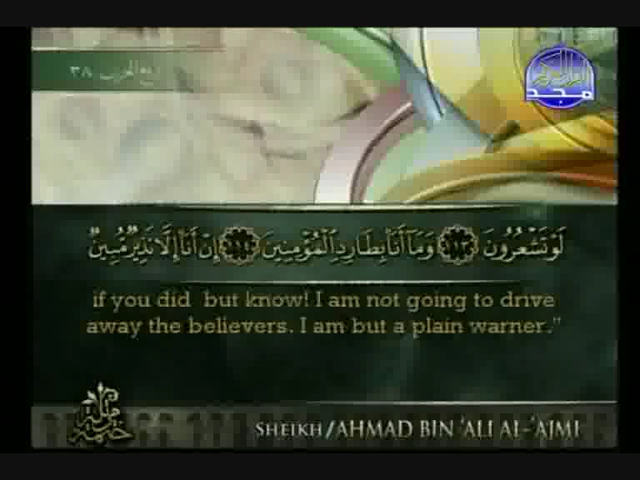 ربع الحزب ٣٨
مجد
لَوْ تَشْعُرُونَ ﴿١١٣﴾ وَمَآ أَنَا۠ بِطَارِدِ الْمُؤْمِنِينَ ﴿١١٤﴾ إِنْ أَنَا۠ إِلَّا نَذِيرٌ مُّبِينٌ
if you did but know! I am not going to drive
away the believers. I am but a plain warner."
SHEIKH/AHMAD BIN 'ALI AL-'AJMI